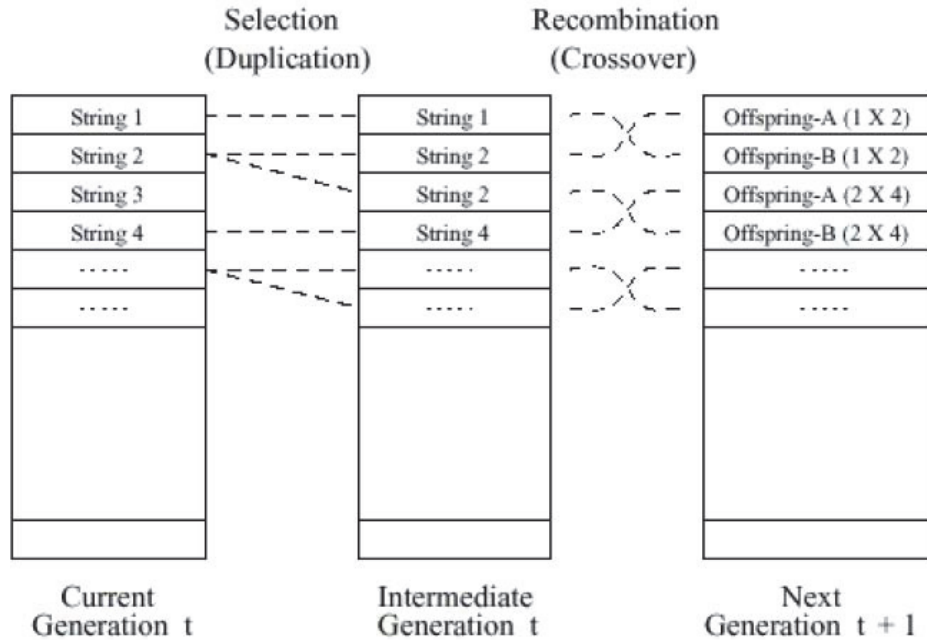 Selection
(Duplication)
Recombination
(Crossover)
String 1
String 2
String 3
String 4
.....
.....
String 1
String 2
String 2
String 4
.....
.....
Offspring-A (1 X 2)
Offspring-B (1 X 2)
Offspring-A (2 X 4)
Offspring-B (2 X 4)
.....
.....
Current
Generation t
Intermediate
Generation t
Next
Generation t + 1